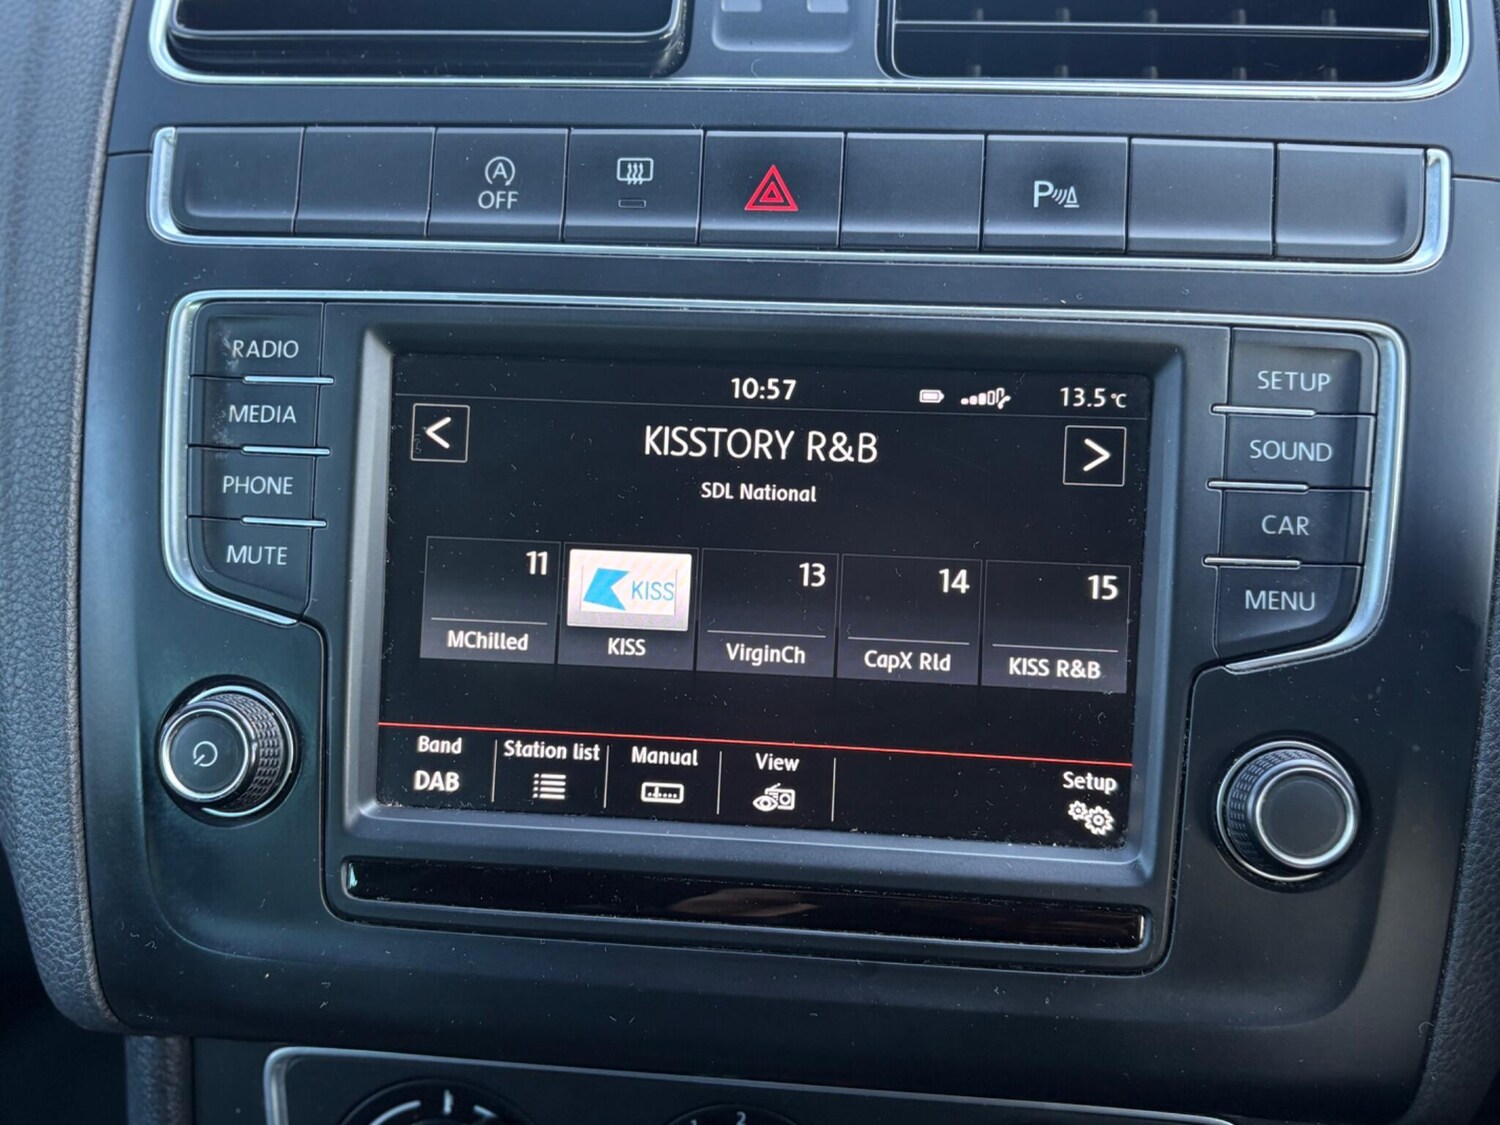 A
OFF
P
RADIO
MEDIA
PHONE
MUTE
10:57
13.5°C
KISSTORY R&B
SDL National
11
MChilled
KISS
KISS
13
VirginCh
14
CapX Rld
15
KISS R&B
Band
DAB
Station list
Manual
View
Setup
SETUP
SOUND
CAR
MENU
2